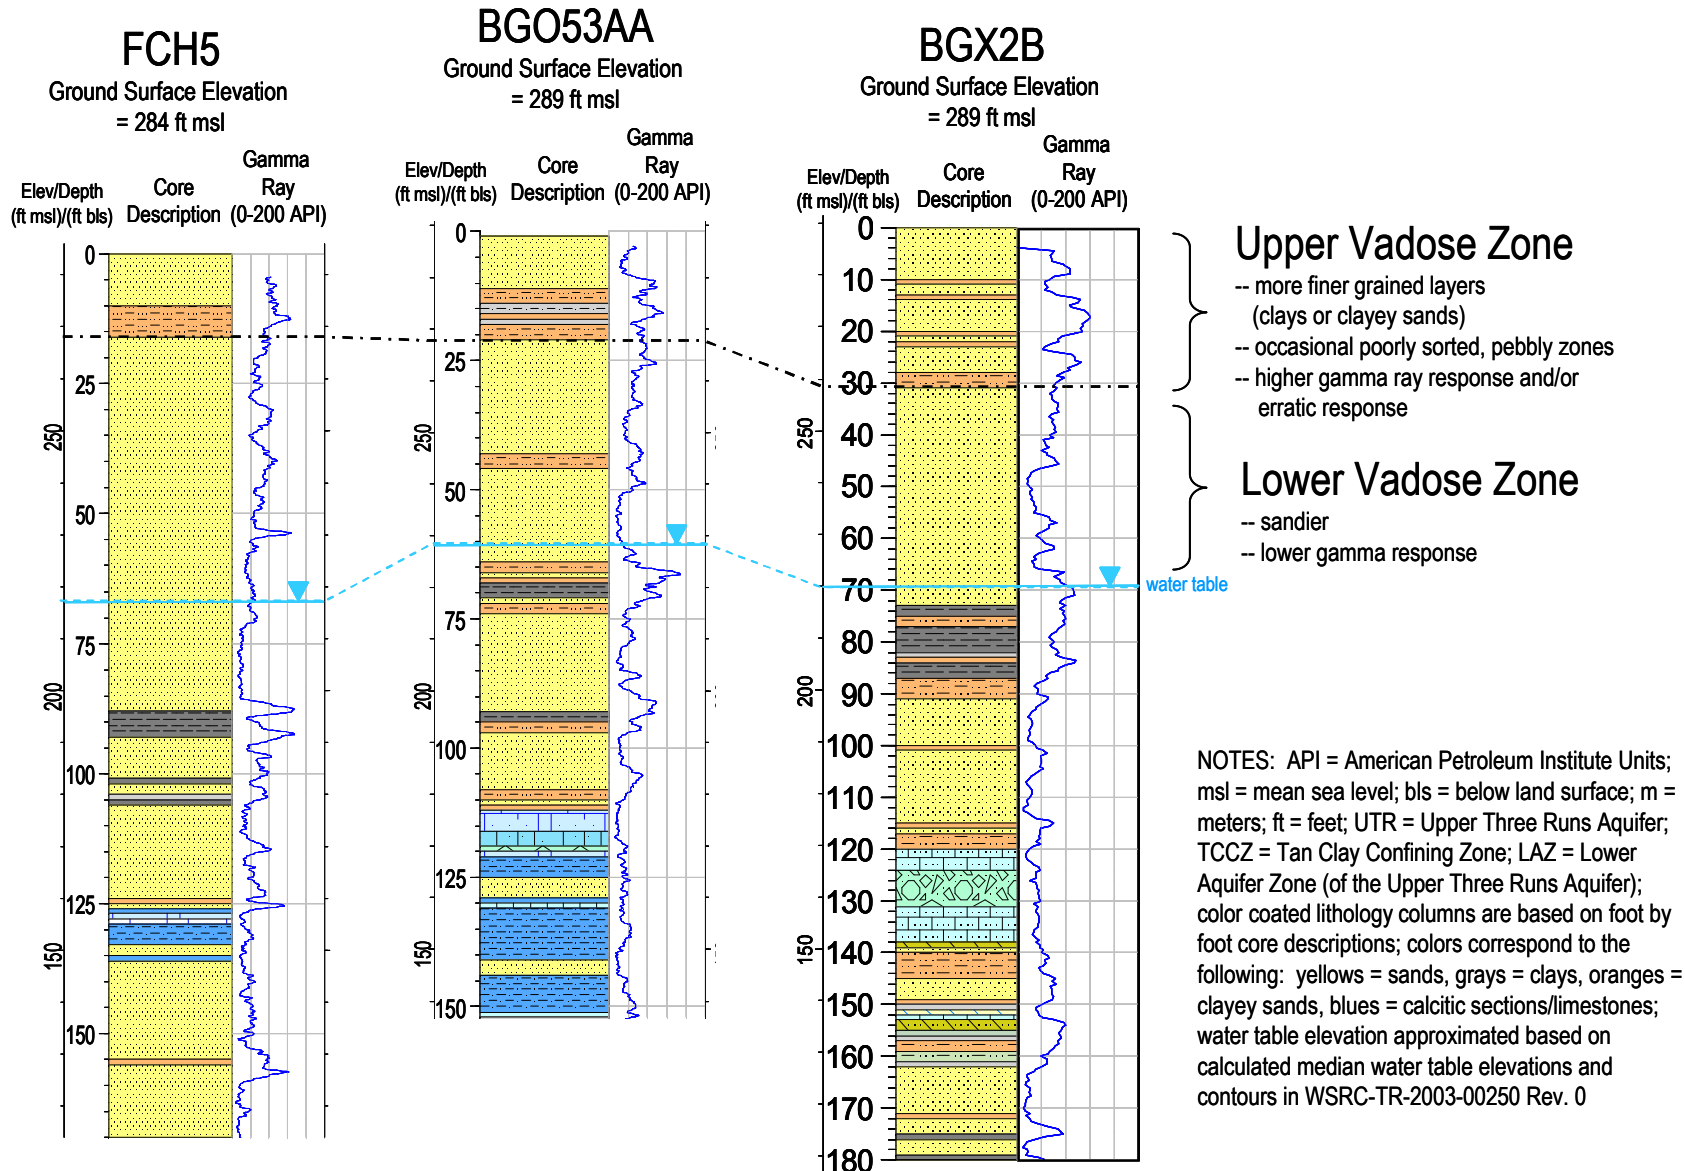 FCH5
Ground Surface Elevation
= 284 ft msl
Elev/Depth
(ft msl)/(ft bls)
Core
Description
Gamma
Ray
(0-200 API)
0
25
50
75
100
125
150
250
200
150
BGO53AA
Ground Surface Elevation
= 289 ft msl
Elev/Depth
(ft msl)/(ft bls)
Core
Description
Gamma
Ray
(0-200 API)
0
25
50
75
100
125
150
250
200
150
BGX2B
Ground Surface Elevation
= 289 ft msl
Elev/Depth
(ft msl)/(ft bls)
Core
Description
Gamma
Ray
(0-200 API)
0
10
20
30
40
50
60
70
80
90
100
110
120
130
140
150
160
170
180
250
200
150
water table
Upper Vadose Zone
-- more finer grained layers
(clays or clayey sands)
-- occasional poorly sorted, pebbly zones
-- higher gamma ray response and/or
erratic response
Lower Vadose Zone
-- sandier
-- lower gamma response
NOTES: API = American Petroleum Institute Units;
msl = mean sea level; bls = below land surface; m =
meters; ft = feet; UTR = Upper Three Runs Aquifer;
TCCZ = Tan Clay Confining Zone; LAZ = Lower
Aquifer Zone (of the Upper Three Runs Aquifer);
color coated lithology columns are based on foot by
foot core descriptions; colors correspond to the
following: yellows = sands, grays = clays, oranges =
clayey sands, blues = calcitic sections/limestones;
water table elevation approximated based on
calculated median water table elevations and
contours in WSRC-TR-2003-00250 Rev. 0